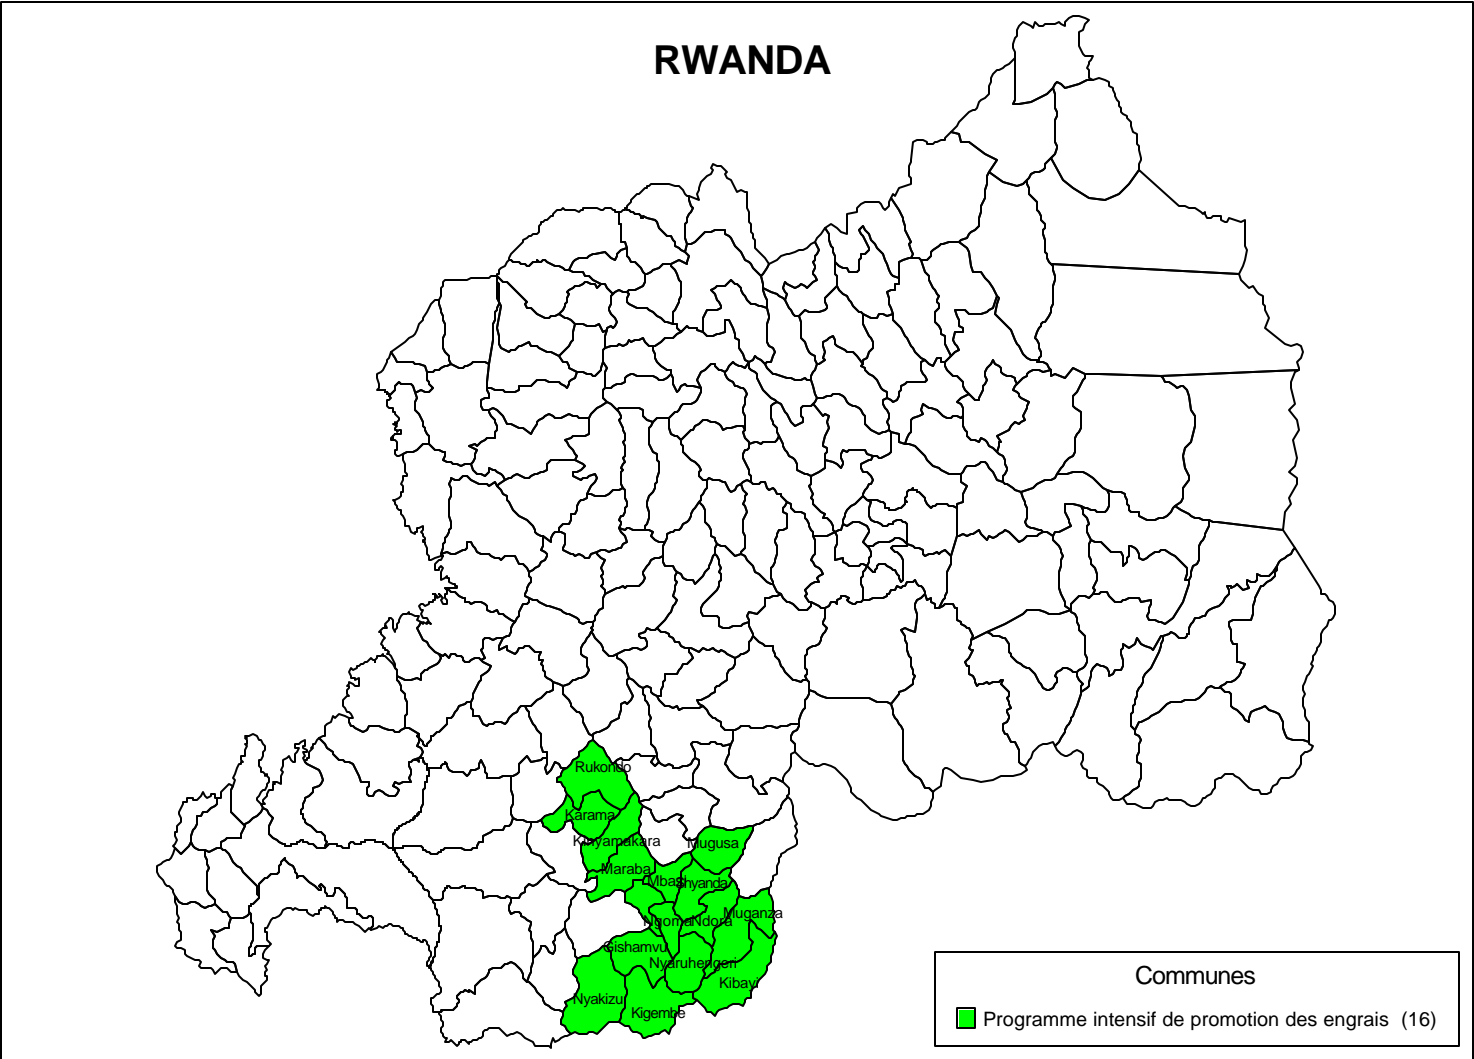 RWANDA
Rukondo
Karama
Kinyamakara
Mugusa
Maraba
Mbazi
Shyanda
Muganza
Ngoma
Ndora
Gishamvu
Nyaruhengeri
Kibayi
Nyakizu
Kigembe
Communes
Programme intensif de promotion des engrais (16)